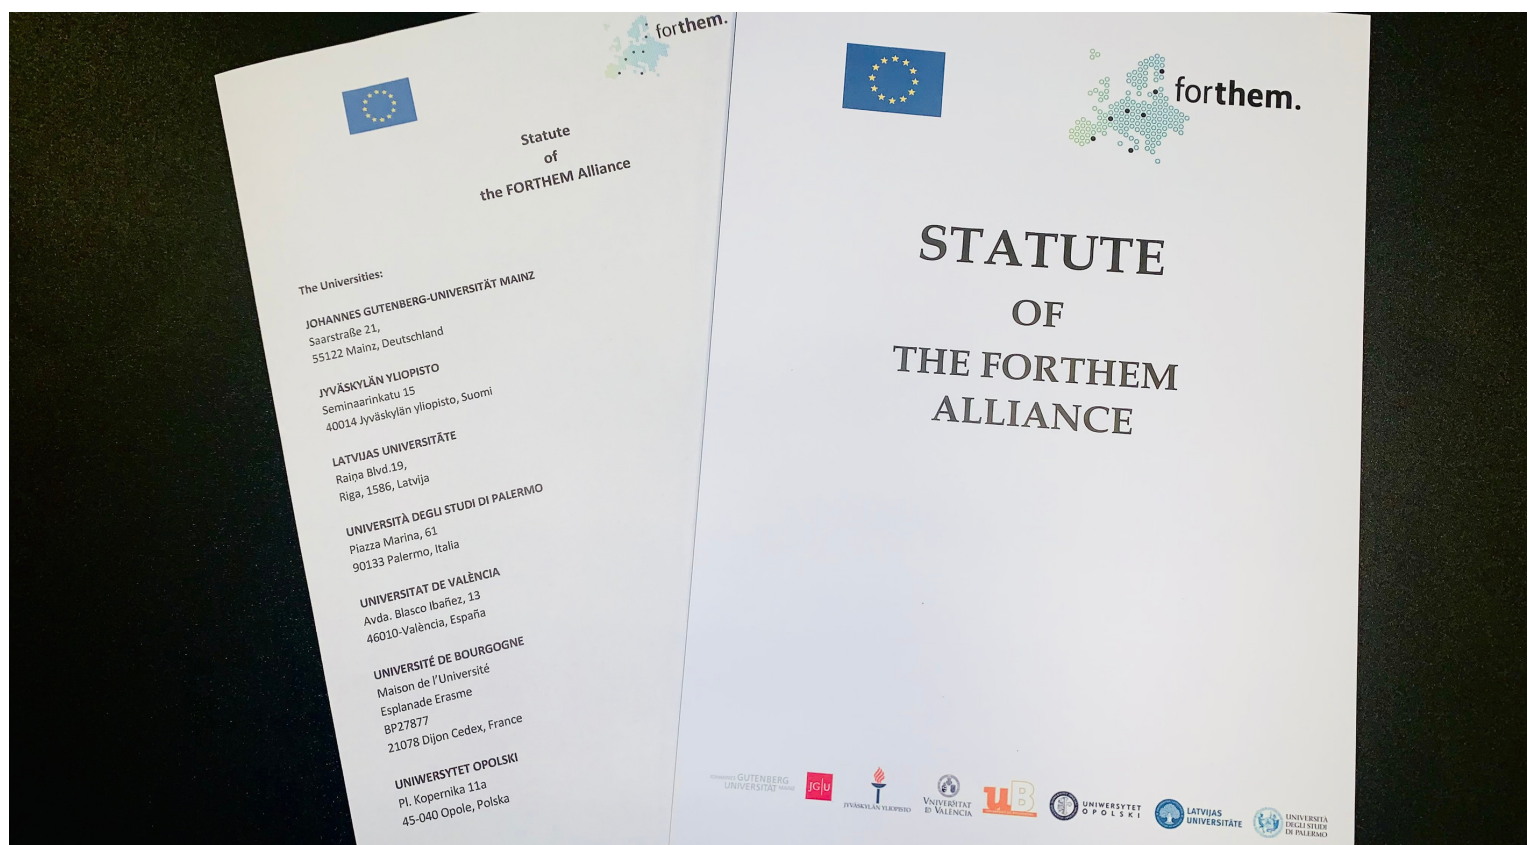 forthem.
Statute
of
the FORTHEM Alliance
The Universities:
JOHANNES GUTENBERG-UNIVERSITÄT MAINZ
Saarstraße 21,
55122 Mainz, Deutschland
JYVÄSKYLÄN YLIOPISTO
Seminaarinkatu 15
40014 Jyväskylän yliopisto, Suomi
LATVIJAS UNIVERSITĀTE
Raiņa Blvd.19,
Riga, 1586, Latvija
UNIVERSITÀ DEGLI STUDI DI PALERMO
Piazza Marina, 61
90133 Palermo, Italia
UNIVERSITAT DE VALÈNCIA
Avda. Blasco Ibañez, 13
46010-València, España
UNIVERSITÉ DE BOURGOGNE
Maison de l'Université
Esplanade Erasme
BP27877
21078 Dijon Cedex, France
UNIWERSYTET OPOLSKI
Pl. Kopernika 11a
45-040 Opole, Polska
forthem.
STATUTE
OF
THE FORTHEM
ALLIANCE
GUTENBERG
UNIVERSITÄT
JG|U
JYVÄSKYLÄN YLIOPISTO
VNIVERSITAT
ID VALÈNCIA
uB
UNIWERSYTET
OPOLSKI
LATVIJAS
UNIVERSITĀTE
UNIVERSITÀ
DEGLI STUDI
DI PALERMO